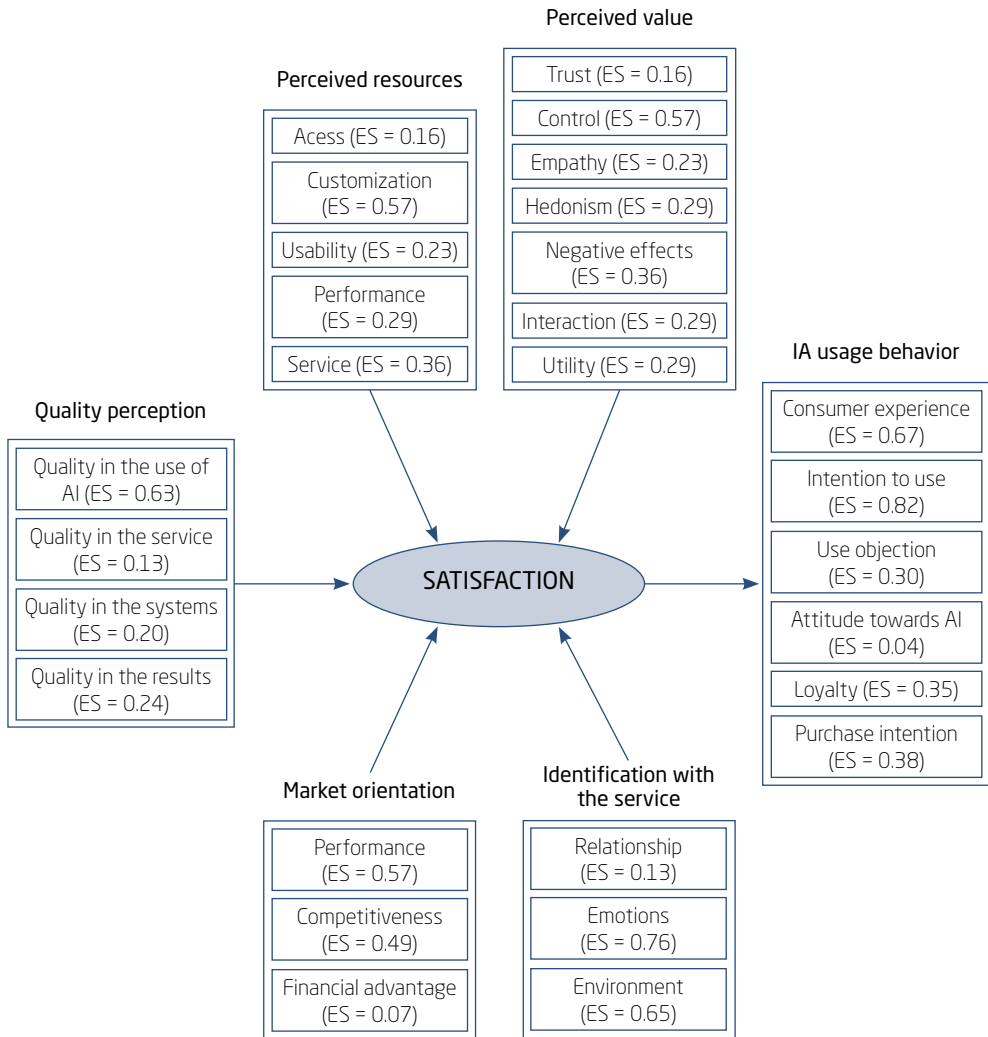 Perceived value
Trust (ES = 0.16)
Control (ES = 0.57)
Empathy (ES = 0.23)
Hedonism (ES = 0.29)
Negative effects
(ES = 0.36)
Interaction (ES = 0.29)
Utility (ES = 0.29)
Perceived resources
Acess (ES = 0.16)
Customization
(ES = 0.57)
Usability (ES = 0.23)
Performance
(ES = 0.29)
Service (ES = 0.36)
Quality perception
Quality in the use of
AI (ES = 0.63)
Quality in the service
(ES = 0.13)
Quality in the systems
(ES = 0.20)
Quality in the results
(ES = 0.24)
SATISFACTION
IA usage behavior
Consumer experience
(ES = 0.67)
Intention to use
(ES = 0.82)
Use objection
(ES = 0.30)
Attitude towards AI
(ES = 0.04)
Loyalty (ES = 0.35)
Purchase intention
(ES = 0.38)
Market orientation
Performance
(ES = 0.57)
Competitiveness
(ES = 0.49)
Financial advantage
(ES = 0.07)
Identification with
the service
Relationship
(ES = 0.13)
Emotions
(ES = 0.76)
Environment
(ES = 0.65)